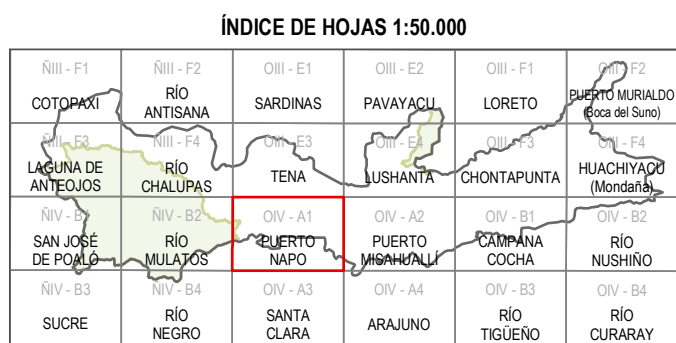 ÍNDICE DE HOJAS 1:50.000
ÑIII - F1
COTOPAXI
ÑIII - F2
RÍO
ANTISANA
OIII - E1
SARDINAS
OIII - E2
PAVAYACU
OIII - F1
LORETO
OIII - F2
PUERTO MURIALDO
(Boca del Suno)
ÑIII - F3
LAGUNA DE
ANTEOJOS
ÑIII - F4
RÍO
CHALUPAS
OIII - E3
TENA
OIII - E4
LUSHANTA
OIII - F3
CHONTAPUNTA
OIII - F4
HUACHIYACU
(Mondaña)
ÑIV - B1
SAN JOSÉ
DE POALÓ
ÑIV - B2
RÍO
MULATOS
OIV - A1
PUERTO
NAPO
OIV - A2
PUERTO
MISAHUALLÍ
OIV - B1
CAMPANA
COCHA
OIV - B2
RÍO
NUSHIÑO
ÑIV - B3
SUCRE
ÑIV - B4
RÍO
NEGRO
OIV - A3
SANTA
CLARA
OIV - A4
ARAJUNO
OIV - B3
RÍO
TIGÜEÑO
OIV - B4
RÍO
CURARAY